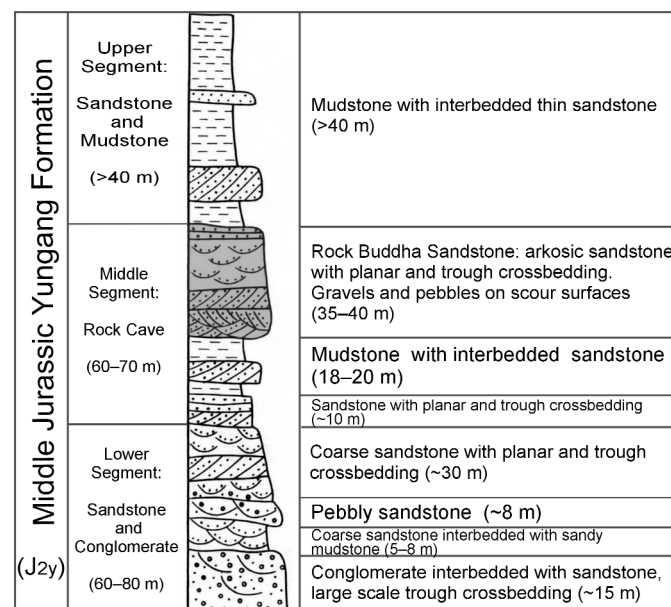 Middle Jurassic Yungang Formation
(J2y)
Upper
Segment:
Sandstone
and
Mudstone
(>40 m)
Mudstone with interbedded thin sandstone
(>40 m)
Middle
Segment:
Rock Cave
(60–70 m)
Rock Buddha Sandstone: arkosic sandstone
with planar and trough crossbedding.
Gravels and pebbles on scour surfaces
(35–40 m)
Mudstone with interbedded sandstone
(18–20 m)
Sandstone with planar and trough crossbedding
(~10 m)
Lower
Segment:
Sandstone
and
Conglomerate
(60–80 m)
Coarse sandstone with planar and trough
crossbedding (~30 m)
Pebbly sandstone (~8 m)
Coarse sandstone interbedded with sandy
mudstone (5–8 m)
Conglomerate interbedded with sandstone,
large scale trough crossbedding (~15 m)